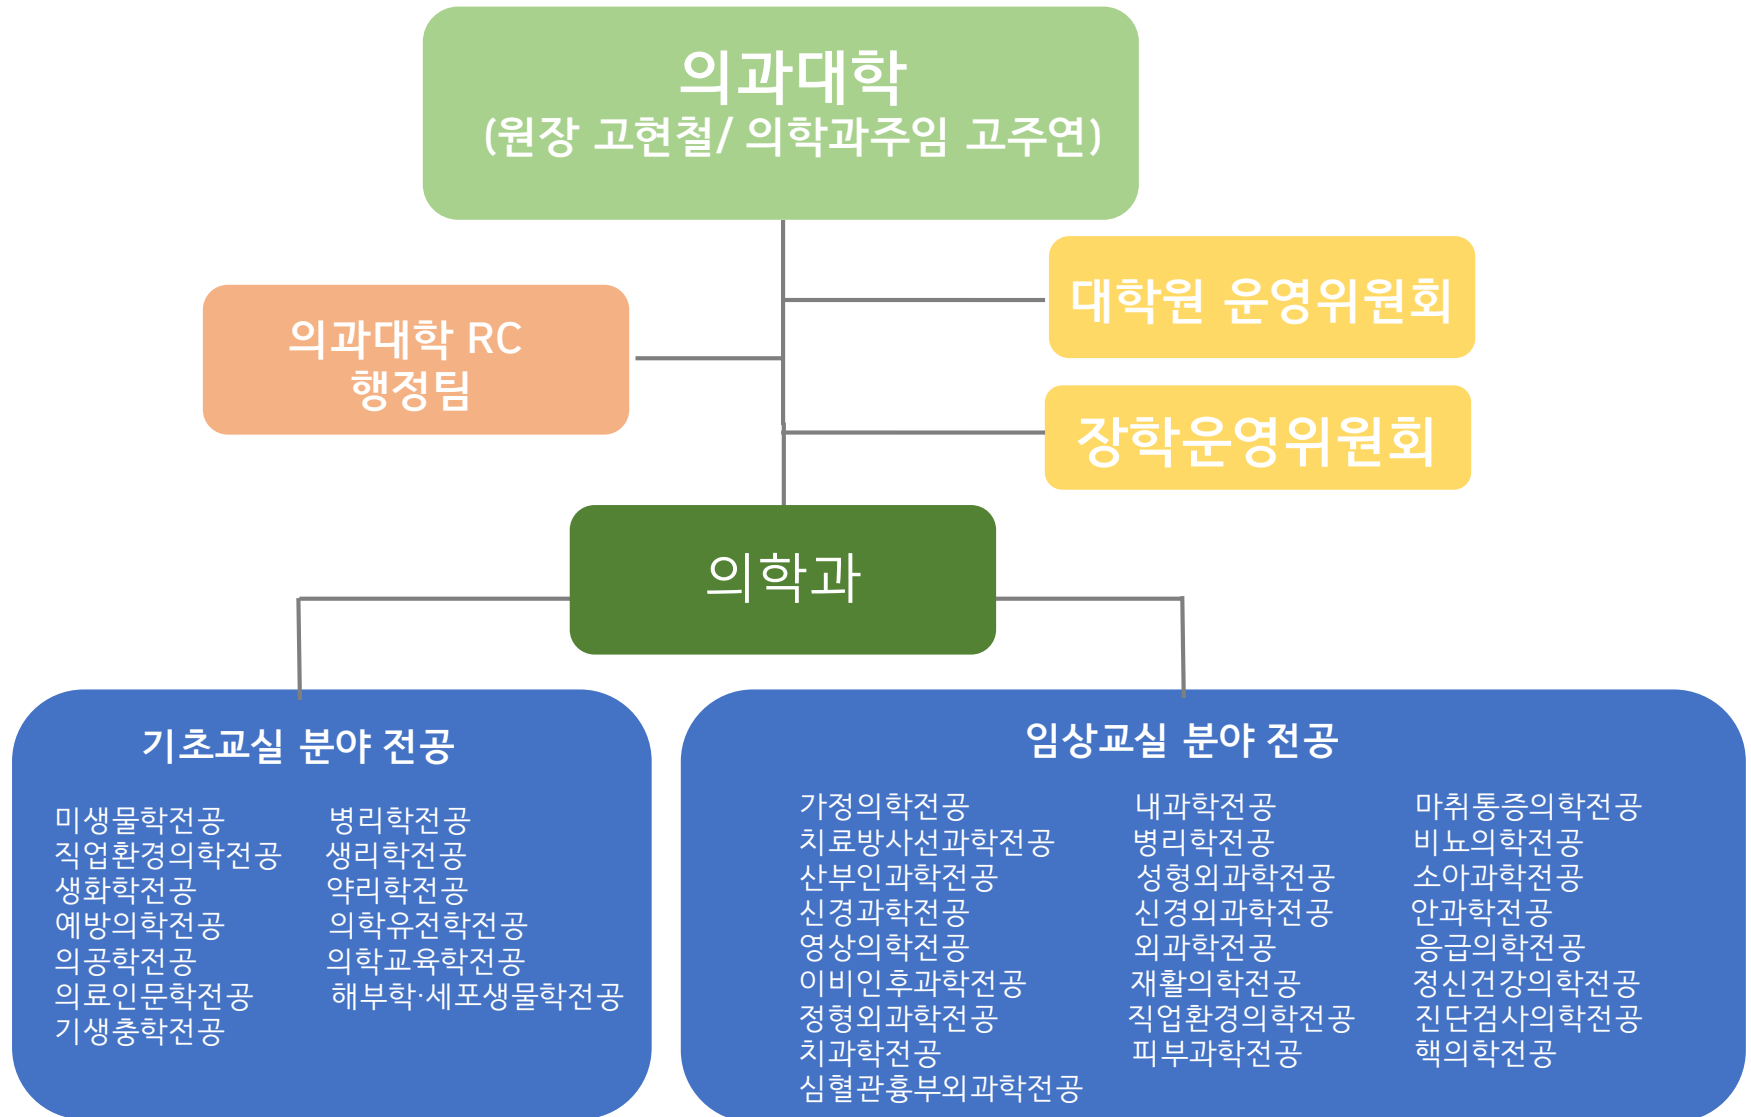 의과대학
(원장 고현철/ 의학과주임 고주연)
대학원 운영위원회
의과대학 RC
행정팀
장학운영위원회
의학과
기초교실 분야 전공
미생물학전공 병리학전공
직업환경의학전공 생리학전공
생화학전공 약리학전공
예방의학전공 의학유전학전공
의공학전공 의학교육학전공
의료인문학전공 해부학·세포생물학전공
기생충학전공
임상교실 분야 전공
가정의학전공 내과학전공 마취통증의학전공
치료방사선과학전공 병리학전공 비뇨의학전공
산부인과학전공 성형외과학전공 소아과학전공
신경과학전공 신경외과학전공 안과학전공
영상의학전공 외과학전공 응급의학전공
이비인후과학전공 재활의학전공 정신건강의학전공
정형외과학전공 직업환경의학전공 진단검사의학전공
치과학전공 피부과학전공 핵의학전공
심혈관흉부외과학전공